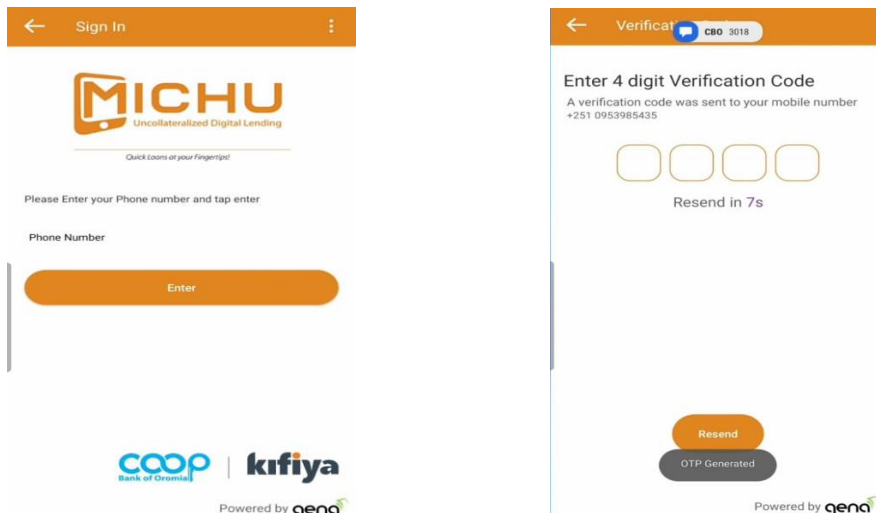 Sign In
MICHU
Uncollateralized Digital Lending
Quick Loans at your Fingertips!
Please Enter your Phone number and tap enter
Phone Number
Enter
COOP
Bank of Oromia
kifiya
Powered by qena
CBO 3018
Enter 4 digit Verification Code
A verification code was sent to your mobile number
+251 0953985435
Resend in 7s
Resend
OTP Generated
Powered by qena